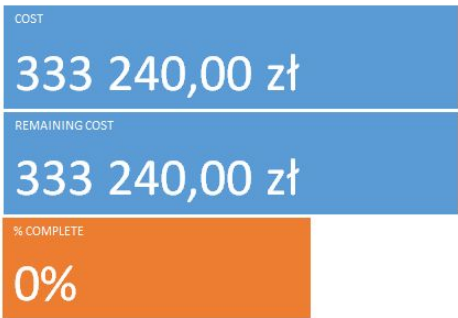 COST
333 240,00 zł
REMAINING COST
333 240,00 zł
% COMPLETE
0%